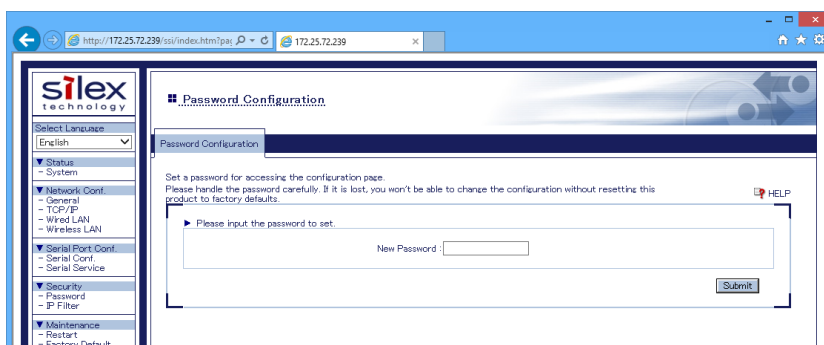 http://172.25.72.239/ssi/index.htm?pag
172.25.72.239
silex
technology
Select Language
English
▼ Status
- System
▼ Network Conf.
- General
- TCP/IP
- Wired LAN
- Wireless LAN
▼ Serial Port Conf.
- Serial Conf.
- Serial Service
▼ Security
- Password
- IP Filter
▼ Maintenance
- Restart
- Factory Default
Password Configuration
Password Configuration
Set a password for accessing the configuration page.
Please handle the password carefully. If it is lost, you won't be able to change the configuration without resetting this
product to factory defaults.
HELP
▶ Please input the password to set.
New Password :
Submit